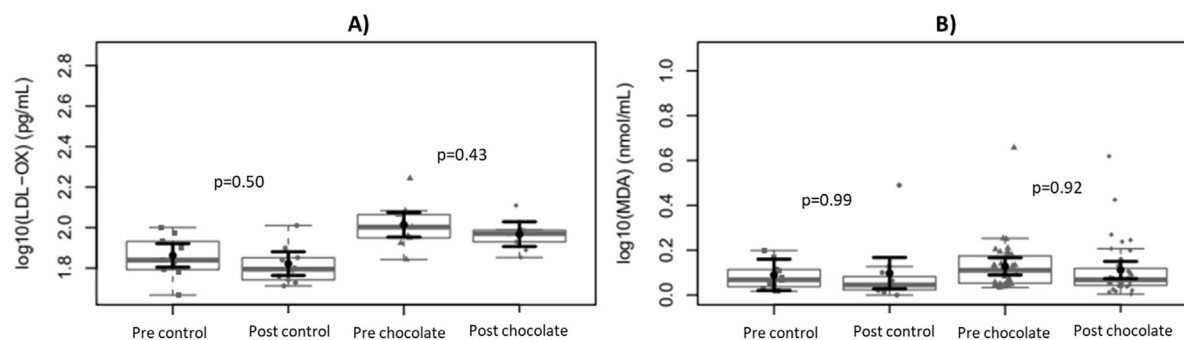 A)
log10(LDL-OX) (pg/mL)
2.8
2.6
2.4
2.2
2.0
1.8
p=0.50
p=0.43
Pre control
Post control
Pre chocolate
Post chocolate
B)
log10(MDA) (nmol/mL)
1.0
0.8
0.6
0.4
0.2
0.0
p=0.99
p=0.92
Pre control
Post control
Pre chocolate
Post chocolate